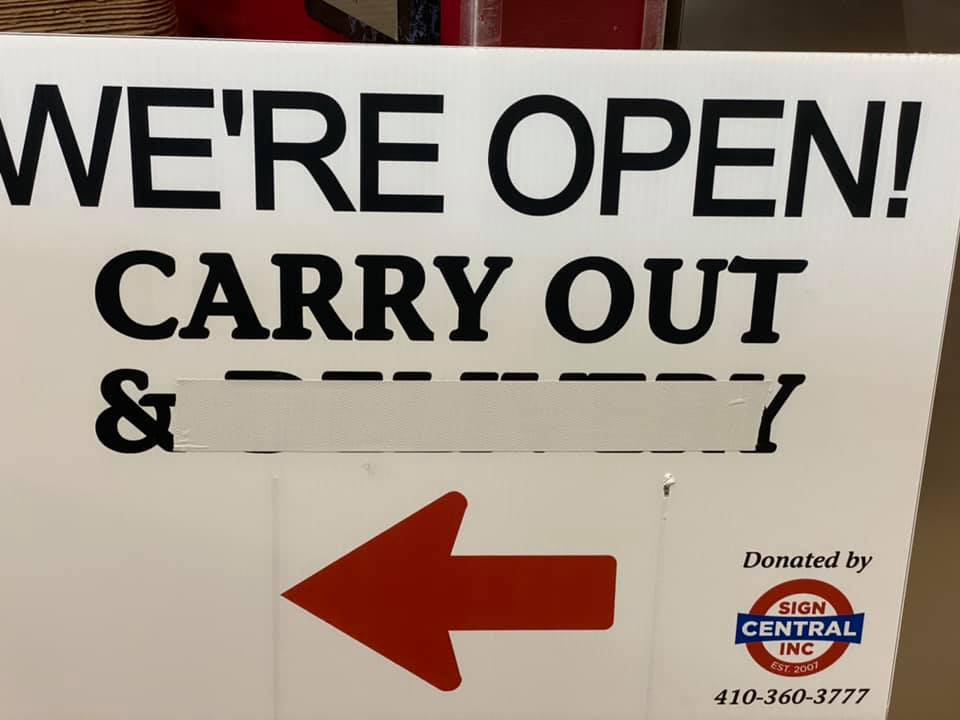 WE'RE OPEN!
CARRY OUT
&
Donated by
SIGN
CENTRAL
INC
EST. 2007
410-360-3777